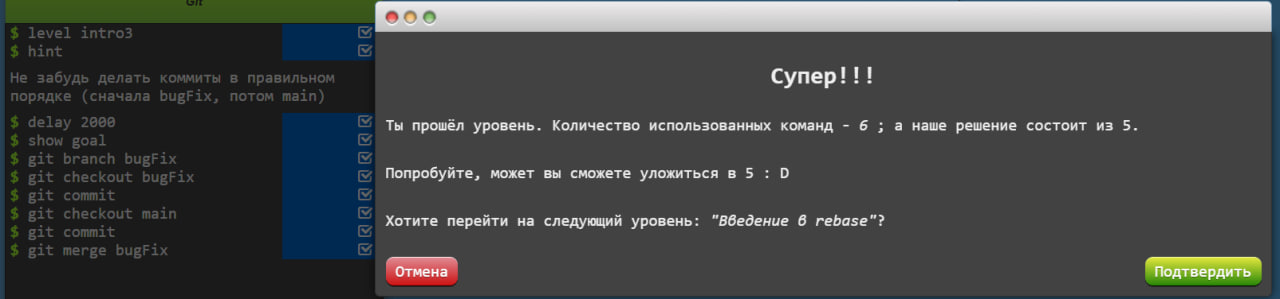 Git
$ level intro3
$ hint
Не забудь делать коммиты в правильном
порядке (сначала bugFix, потом main)
$ delay 2000
$ show goal
$ git branch bugFix
$ git checkout bugFix
$ git commit
$ git checkout main
$ git commit
$ git merge bugFix
Супер!!!
Ты прошёл уровень. Количество использованных команд - 6 ; а наше решение состоит из 5.
Попробуйте, может вы сможете уложиться в 5 : D
Хотите перейти на следующий уровень: "Введение в rebase"?
Отмена
Подтвердить